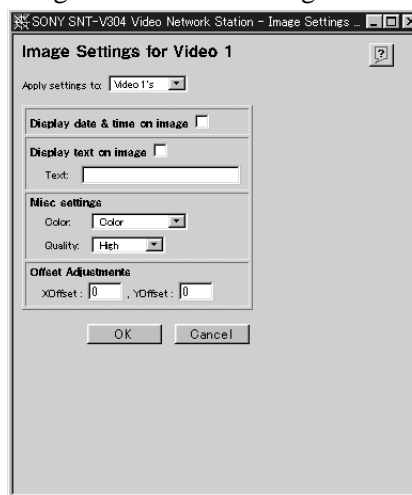 SONY SNT-V304 Video Network Station - Image Settings ...
Image Settings for Video 1
?
Apply settings to: Video 1's
Display date & time on image
Display text on image
Text:
Misc settings
Color: Color
Quality: High
Offset Adjustments
XOffset : 0 , YOffset : 0
OK Cancel